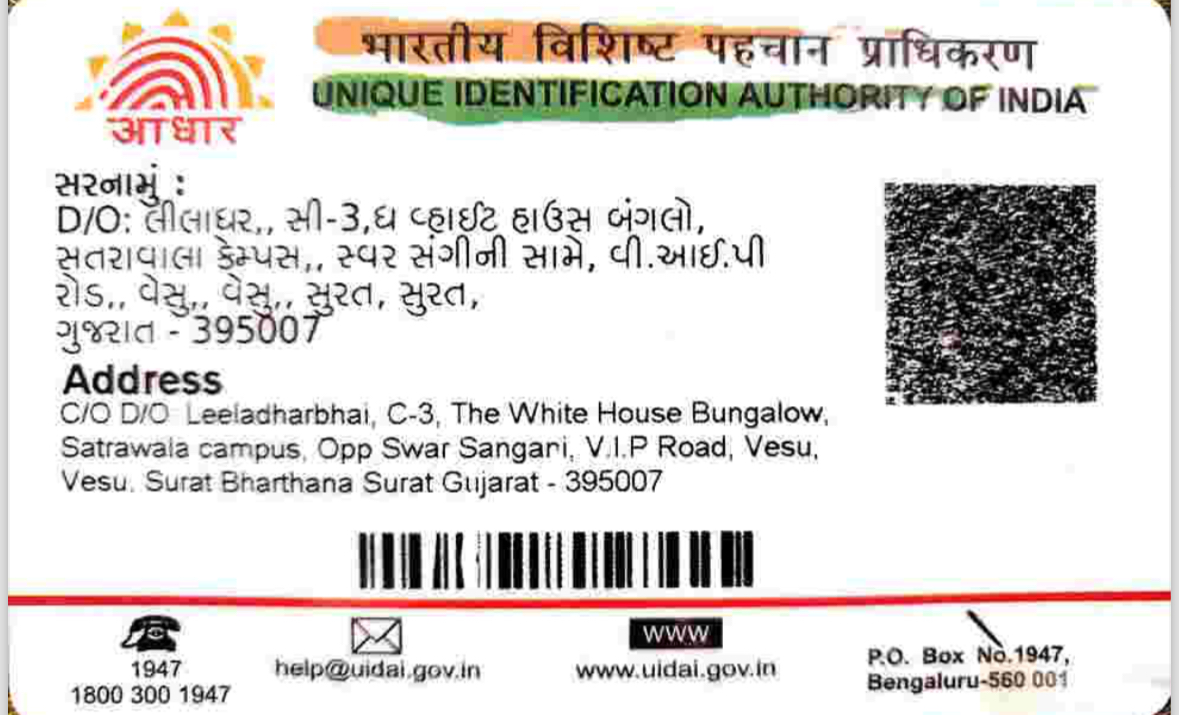 भारतीय विशिष्ट पहचान प्राधिकरण
UNIQUE IDENTIFICATION AUTHORITY OF INDIA
आधार
સરનામું :
D/O: લીલાધર,, સી-3,ધ વ્હાઈટ હાઉસ બંગલો,
સતરાવાલા કેમ્પસ,, સ્વર સંગીની સામે, વી.આઈ.પી
રોડ,, વેસુ,, વેસુ,, સુરત, સુરત,
ગુજરાત - 395007
Address
C/O D/O Leeladharbhai, C-3, The White House Bungalow,
Satrawala campus, Opp Swar Sangani, V.I.P Road, Vesu,
Vesu. Surat Bharthana Surat Gujarat - 395007
1947
1800 300 1947
help@uidai.gov.in
WWW
www.uidai.gov.in
P.O. Box No.1947,
Bengaluru-560 001